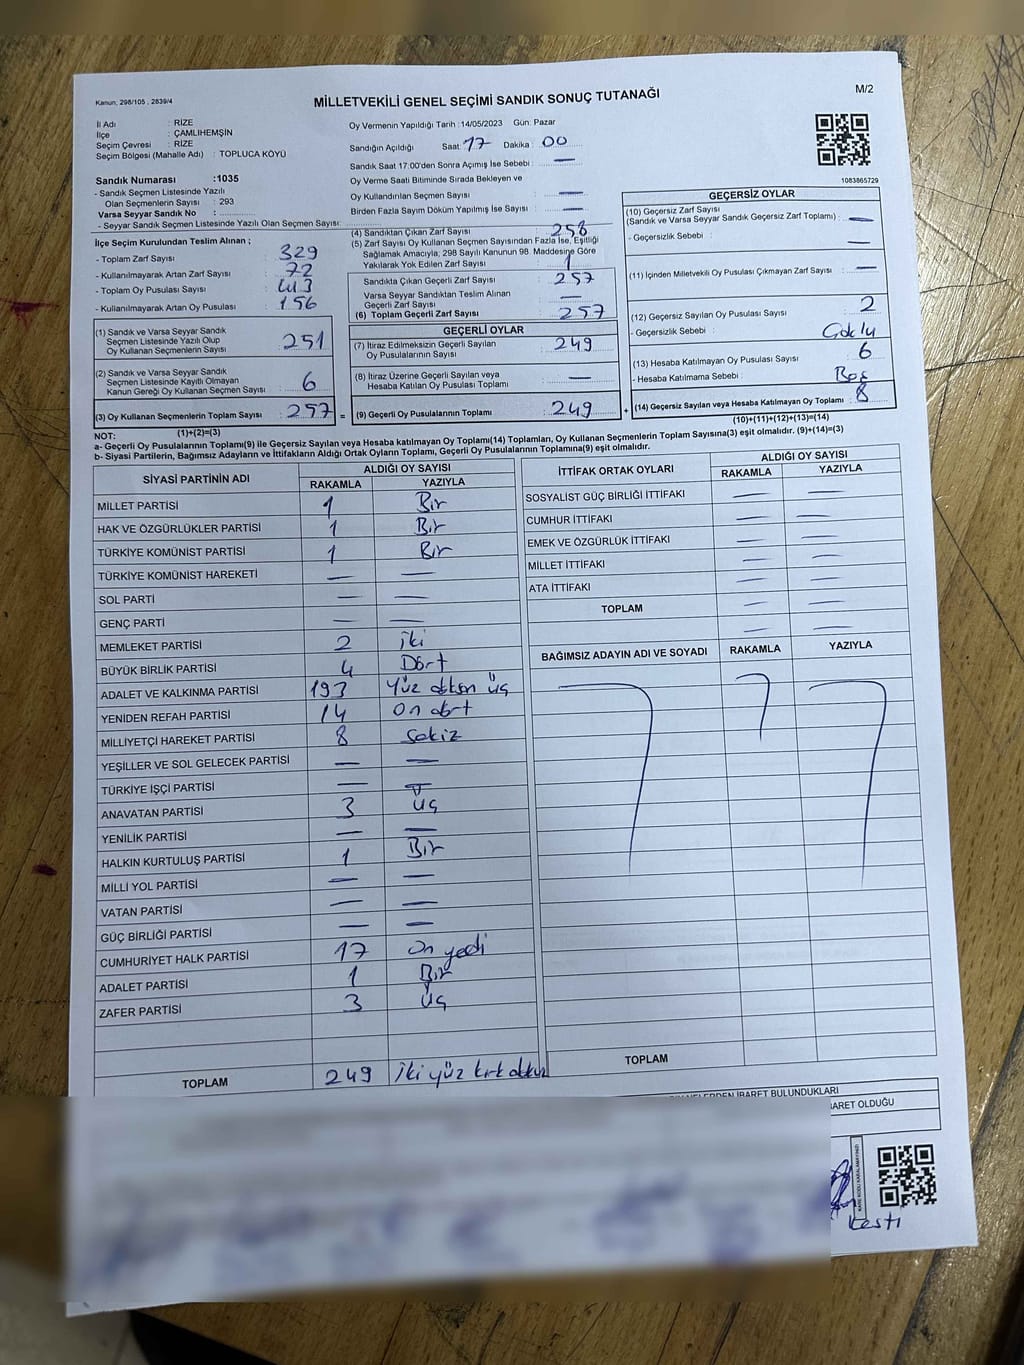 Kanun; 298/105 , 2839/4
MİLLETVEKİLİ GENEL SEÇİMİ SANDIK SONUÇ TUTANAĞI
M/2
İl Adı : RİZE
İlçe : ÇAMLIHEMŞİN
Seçim Çevresi : RİZE
Seçim Bölgesi (Mahalle Adı) : TOPLUCA KÖYÜ
Sandık Numarası :1035
- Sandık Seçmen Listesinde Yazılı
Olan Seçmenlerin Sayısı : 293
Varsa Seyyar Sandık No :
- Seyyar Sandık Seçmen Listesinde Yazılı Olan Seçmen Sayısı:
Oy Vermenin Yapıldığı Tarih :14/05/2023 Gün: Pazar
Sandığın Açıldığı Saat: 17 Dakika : 00
Sandık Saat 17:00'den Sonra Açımış İse Sebebi : —
Oy Verme Saati Bitiminde Sırada Bekleyen ve
Oy Kullandırılan Seçmen Sayısı : —
Birden Fazla Sayım Döküm Yapılmış İse Sayısı : —
1083865729
İlçe Seçim Kurulundan Teslim Alınan ;
- Toplam Zarf Sayısı : 329
- Kullanılmayarak Artan Zarf Sayısı : 72
- Toplam Oy Pusulası Sayısı : 413
- Kullanılmayarak Artan Oy Pusulası : 156
(1) Sandık ve Varsa Seyyar Sandık
Seçmen Listesinde Yazılı Olup
Oy Kullanan Seçmenlerin Sayısı : 251
(2) Sandık ve Varsa Seyyar Sandık
Seçmen Listesinde Kayıtlı Olmayan
Kanun Gereği Oy Kullanan Seçmen Sayısı : 6
(3) Oy Kullanan Seçmenlerin Toplam Sayısı : 257 =
(1)+(2)=(3)
(4) Sandıktan Çıkan Zarf Sayısı : 258
(5) Zarf Sayısı Oy Kullanan Seçmen Sayısından Fazla İse, Eşitliği
Sağlamak Amacıyla; 298 Sayılı Kanunun 98. Maddesine Göre
Yakılarak Yok Edilen Zarf Sayısı : 1
Sandıkta Çıkan Geçerli Zarf Sayısı : 257
Varsa Seyyar Sandıktan Teslim Alınan
Geçerli Zarf Sayısı : —
(6) Toplam Geçerli Zarf Sayısı : 257
GEÇERLİ OYLAR
(7) İtiraz Edilmeksizin Geçerli Sayılan
Oy Pusulalarının Sayısı : 249
(8) İtiraz Üzerine Geçerli Sayılan veya
Hesaba Katılan Oy Pusulası Toplamı : —
(9) Geçerli Oy Pusulalarının Toplamı : 249 +
GEÇERSİZ OYLAR
(10) Geçersiz Zarf Sayısı
(Sandık ve Varsa Seyyar Sandık Geçersiz Zarf Toplamı) : —
- Geçersizlik Sebebi : —
(11) İçinden Milletvekili Oy Pusulası Çıkmayan Zarf Sayısı : —
(12) Geçersiz Sayılan Oy Pusulası Sayısı : 2
- Geçersizlik Sebebi :
(13) Hesaba Katılmayan Oy Pusulası Sayısı : 6
- Hesaba Katılmama Sebebi : Boş
(14) Geçersiz Sayılan veya Hesaba Katılmayan Oy Toplamı : 8
(10)+(11)+(12)+(13)=(14)
NOT:
a- Geçerli Oy Pusulalarının Toplamı(9) ile Geçersiz Sayılan veya Hesaba katılmayan Oy Toplamı(14) Toplamları, Oy Kullanan Seçmenlerin Toplam Sayısına(3) eşit olmalıdır. (9)+(14)=(3)
b- Siyasi Partilerin, Bağımsız Adayların ve İttifakların Aldığı Oy Sayıları Oyların Toplamı, Geçerli Oy Pusulalarının Toplamına(9) eşit olmalıdır.
SİYASİ PARTİNİN ADI ALDIĞI OY SAYISI
RAKAMLA YAZIYLA
MİLLET PARTİSİ 1 Bir
HAK VE ÖZGÜRLÜKLER PARTİSİ 1 Bir
TÜRKİYE KOMÜNİST PARTİSİ 1 Bir
TÜRKİYE KOMÜNİST HAREKETİ — —
SOL PARTİ — —
GENÇ PARTİ — —
MEMLEKET PARTİSİ 2 iki
BÜYÜK BİRLİK PARTİSİ 4 Dört
ADALET VE KALKINMA PARTİSİ 193 Yüz doksan üç
YENİDEN REFAH PARTİSİ 14 On dört
MİLLİYETÇİ HAREKET PARTİSİ 8 Sekiz
YEŞİLLER VE SOL GELECEK PARTİSİ — —
TÜRKİYE İŞÇİ PARTİSİ — —
ANAVATAN PARTİSİ 3 Üç
YENİLİK PARTİSİ — —
HALKIN KURTULUŞ PARTİSİ 1 Bir
MİLLİ YOL PARTİSİ — —
VATAN PARTİSİ — —
GÜÇ BİRLİĞİ PARTİSİ — —
CUMHURİYET HALK PARTİSİ 17 On yedi
ADALET PARTİSİ 1 Bir
ZAFER PARTİSİ 3 Üç
TOPLAM 249 iki yüz kırk dokuz
İTTİFAK ORTAK OYLARI ALDIĞI OY SAYISI
RAKAMLA YAZIYLA
SOSYALİST GÜÇ BİRLİĞİ İTTİFAKI — —
CUMHUR İTTİFAKI — —
EMEK VE ÖZGÜRLÜK İTTİFAKI — —
MİLLET İTTİFAKI — —
ATA İTTİFAKI — —
TOPLAM — —
BAĞIMSIZ ADAYIN ADI VE SOYADI RAKAMLA YAZIYLA
TOPLAM
NELERDEN İBARET BULUNDUKLARI
BARET OLDUĞU
KARE KODU KARALAMAYINIZ!